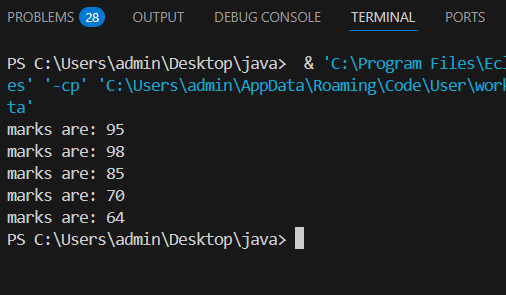 PROBLEMS 28 OUTPUT DEBUG CONSOLE TERMINAL PORTS
PS C:\Users\admin\Desktop\java>  & 'C:\Program Files\Ecl
es' '-cp' 'C:\Users\admin\AppData\Roaming\Code\User\work
ta'
marks are: 95
marks are: 98
marks are: 85
marks are: 70
marks are: 64
PS C:\Users\admin\Desktop\java>